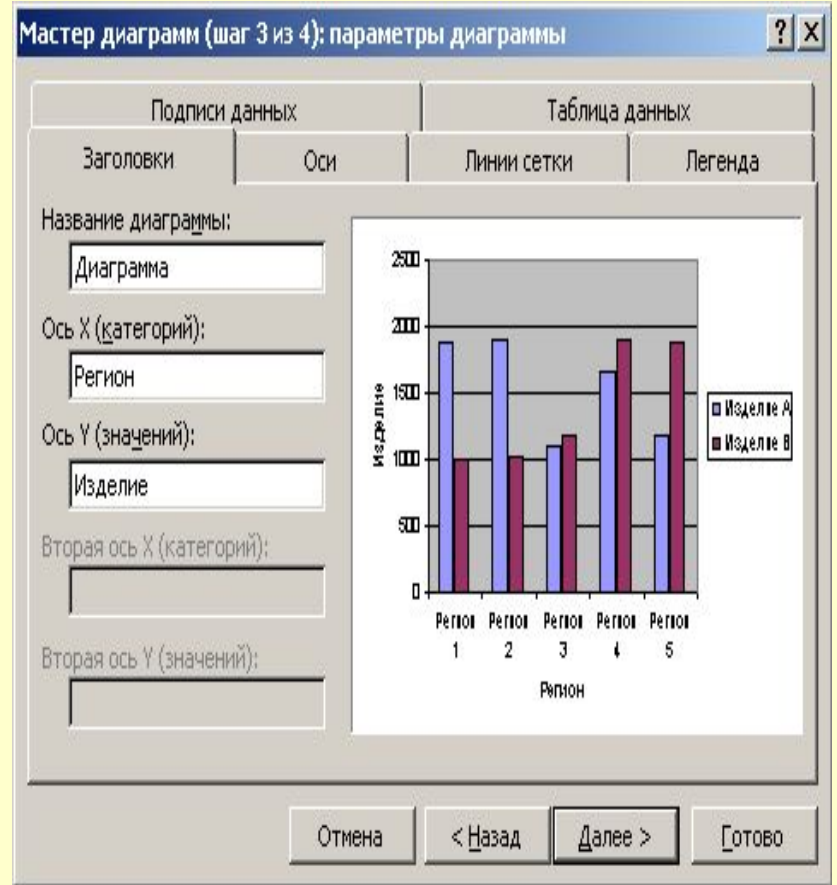 Мастер диаграмм (шаг 3 из 4): параметры диаграммы
Подписи данных
Таблица данных
Заголовки
Оси
Линии сетки
Легенда
Название диаграммы:
Диаграмма
Ось X (категорий):
Регион
Ось Y (значений):
Изделие
Вторая ось X (категорий):
Вторая ось Y (значений):
2500
2000
1500
1000
500
0
Изделие
Регион 1
Регион 2
Регион 3
Регион 4
Регион 5
Регион
Изделие A
Изделие B
Отмена
< Назад
Далее >
Готово